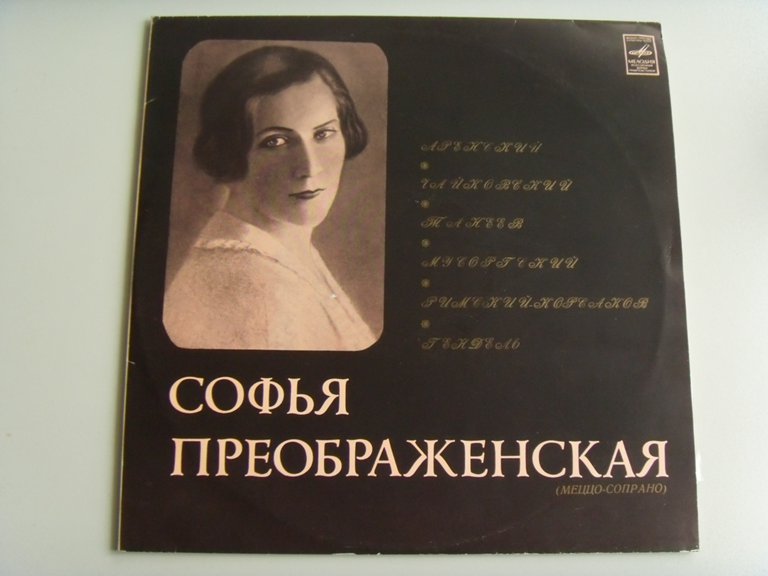 МЕЛОДИЯ
АРЕНСКИЙ
ЧАЙКОВСКИЙ
ТАНЕЕВ
МУСОРГСКИЙ
РИМСКИЙ-КОРСАКОВ
ГЕНДЕЛЬ
СОФЬЯ
ПРЕОБРАЖЕНСКАЯ
(МЕЦЦО-СОПРАНО)